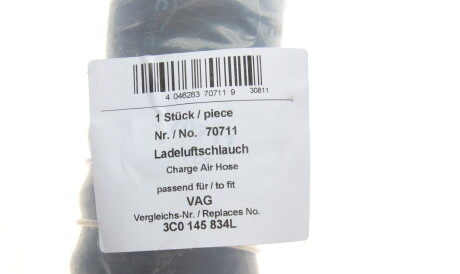 4 046263 70711 9 30811
1 Stück / piece
Nr. / No. 70711
Ladeluftschlauch
Charge Air Hose
passend für / to fit
VAG
Vergleichs-Nr. / Replaces No.
3C0 145 834L